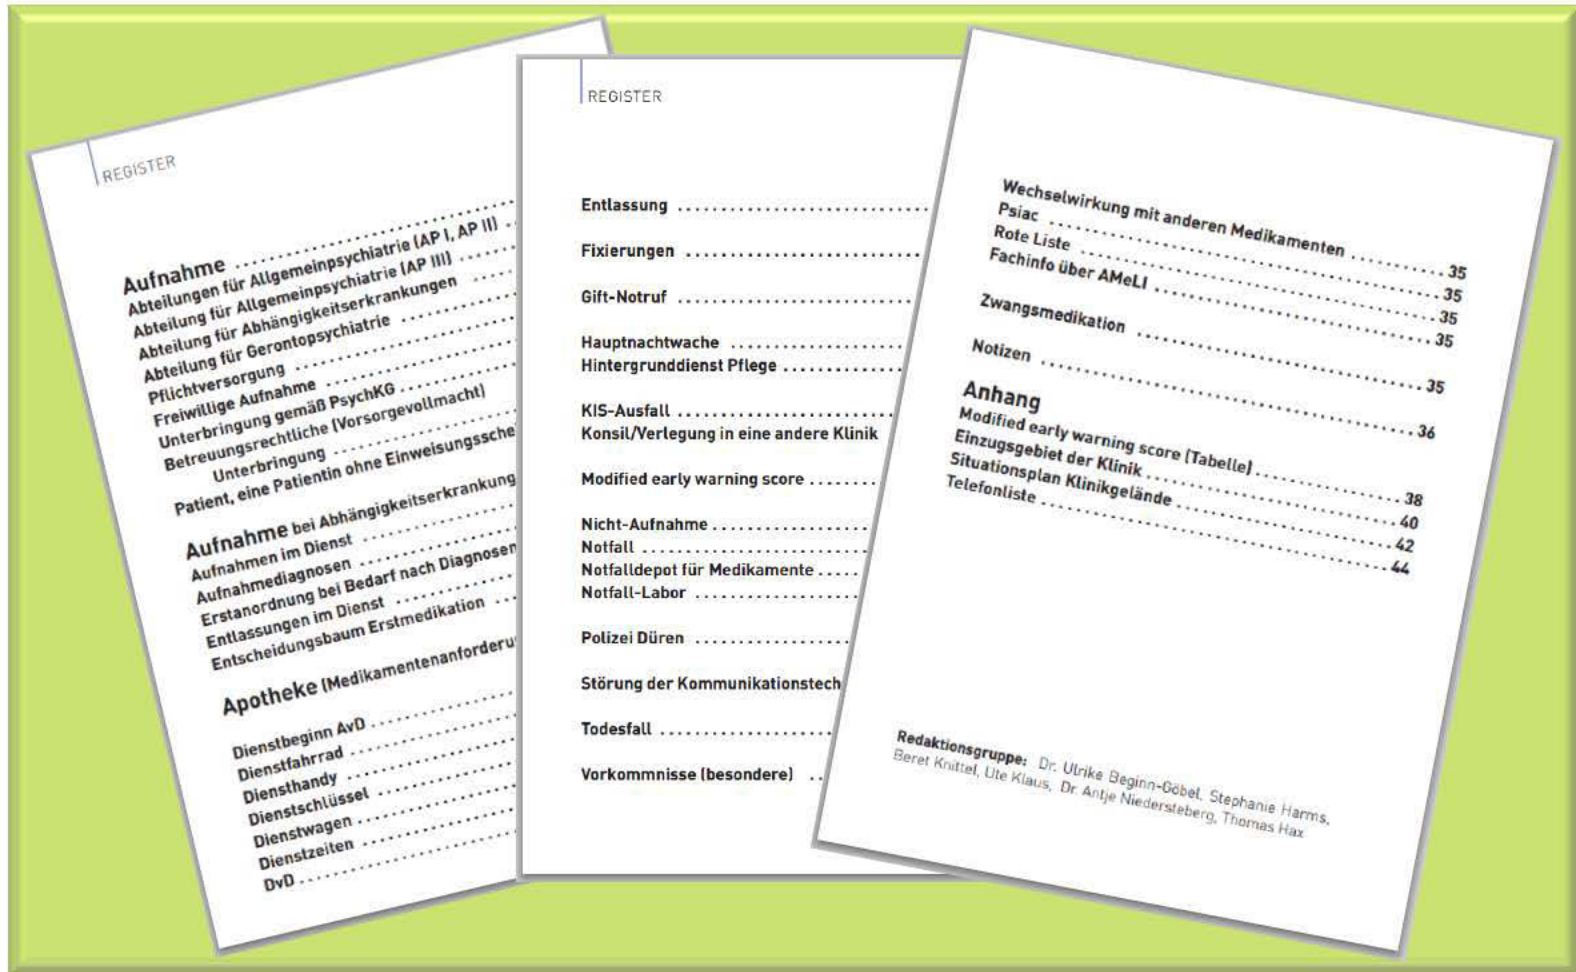 REGISTER
Aufnahme ..........................
Abteilungen für Allgemeinpsychiatrie (AP I, AP II) ..
Abteilung für Allgemeinpsychiatrie (AP III) .......
Abteilung für Abhängigkeitserkrankungen .....
Abteilung für Gerontopsychiatrie ..............
Pflichtversorgung ..........................
Freiwillige Aufnahme ......................
Unterbringung gemäß PsychKG .............
Betreuungsrechtliche (Vorsorgevollmacht)
Unterbringung ....................
Patient, eine Patientin ohne
Aufnahme bei Abhängigkeitserkrankung
Aufnahmen im Dienst ..................
Aufnahmediagnosen ..................
Erstanordnung bei Bedarf nach Diagnosen
Entlassungen im Dienst ..............
Entscheidungsbaum Erstmedikation ...
Apotheke
Dienstbeginn AvD ................
Dienstfahrrad ....................
Diensthandy .....................
Dienstschlüssel ..................
Dienstwagen ....................
Dienstzeiten .....................
DvD ............................
REGISTER
Entlassung ............................
Fixierungen ...........................
Gift-Notruf ...........................
Hauptnachtwache .....................
Hintergrunddienst Pflege ..............
KIS-Ausfall ..........................
Konsil/Verlegung in eine andere Klinik
Modified early warning score ........
Nicht-Aufnahme ...................
Notfall ...........................
Notfalldepot für Medikamente .....
Notfall-Labor ....................
Polizei Düren ...................
Störung der
Todesfall .....................
Vorkommnisse (besondere) ..
Wechselwirkung mit anderen Medikamenten .......... 35
Psiac ........................................ 35
Rote Liste ................................... 35
Fachinfo über AMeLI .......................... 35
Zwangsmedikation ............................. 35
Notizen ...................................... 36
Anhang
Modified early warning score (Tabelle) ............... 38
Einzugsgebiet der Klinik ......................... 40
Situationsplan Klinikgelände ..................... 42
Telefonliste .................................... 44
Redaktionsgruppe: Dr. Ulrike Beginn-Göbel, Stephanie Harms,
Beret Knittel, Ute Klaus, Dr. Antje Niedersteberg, Thomas Hax